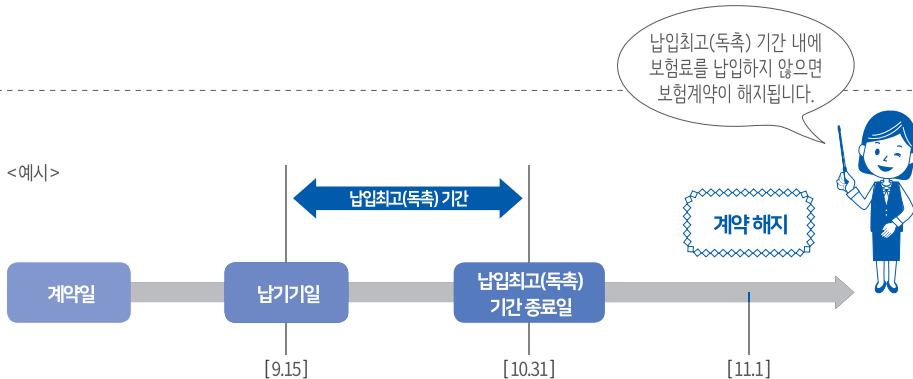 납입최고(독촉) 기간 내에
보험료를 납입하지 않으면
보험계약이 해지됩니다.
<예시>
납입최고(독촉) 기간
계약 해지
계약일
납기기일
납입최고(독촉)
기간 종료일
[9.15]
[10.31]
[11.1]